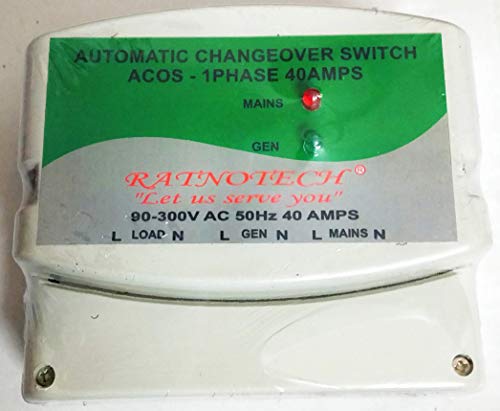 AUTOMATIC CHANGEOVER SWITCH
ACOS - 1PHASE 40AMPS
MAINS
GEN
RATNOTECH®
"Let us serve you"
90-300V AC 50Hz 40 AMPS
L LOAD N L GEN N L MAINS N